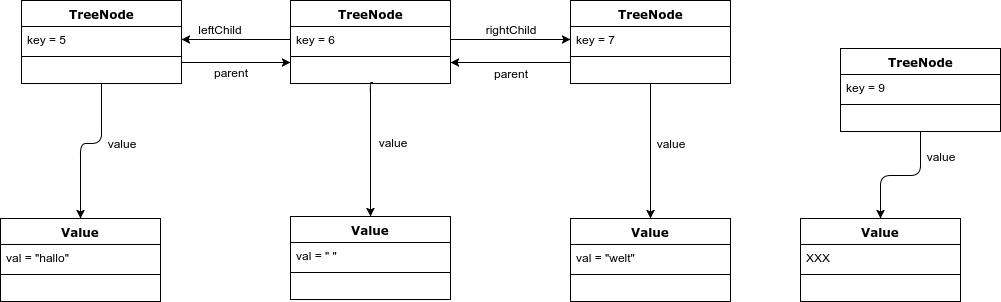 TreeNode
key = 5
leftChild
parent
TreeNode
key = 6
rightChild
parent
TreeNode
key = 7
TreeNode
key = 9
value
value
value
value
Value
val = "hallo"
Value
val = " "
Value
val = "welt"
Value
XXX